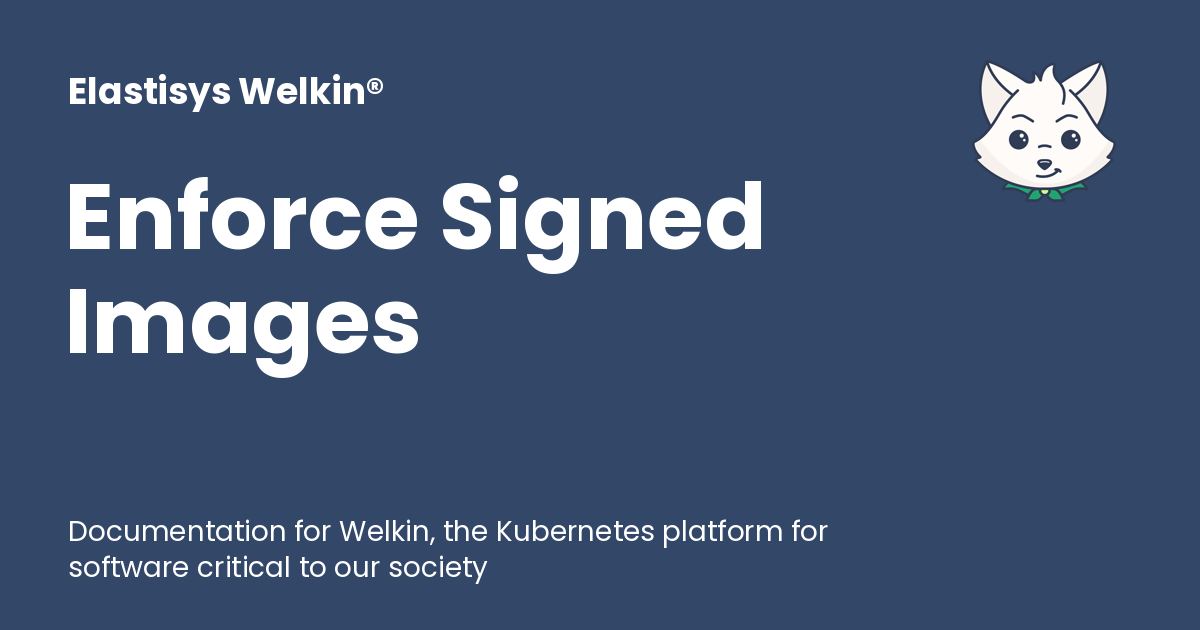 Elastisys Welkin®
Enforce Signed
Images
Documentation for Welkin, the Kubernetes platform for
software critical to our society